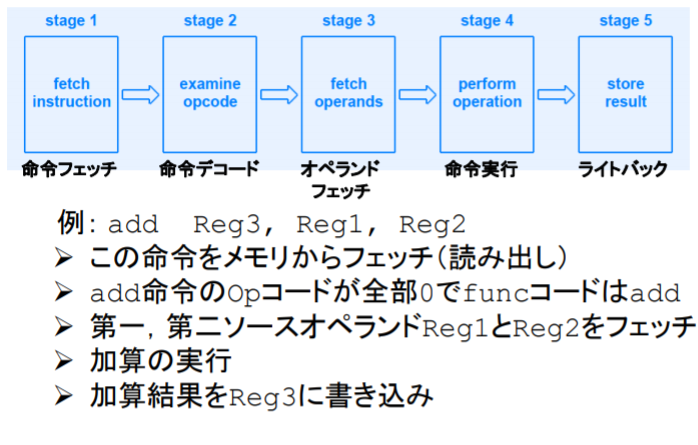 stage 1 stage 2 stage 3 stage 4 stage 5
fetch instruction
examine opcode
fetch operands
perform operation
store result
命令フェッチ 命令デコード オペランドフェッチ 命令実行 ライトバック
例: add Reg3, Reg1, Reg2
➢ この命令をメモリからフェッチ(読み出し)
➢ add命令のOpコードが全部0でfuncコードはadd
➢ 第一,第二ソースオペランドReg1とReg2をフェッチ
➢ 加算の実行
➢ 加算結果をReg3に書き込み